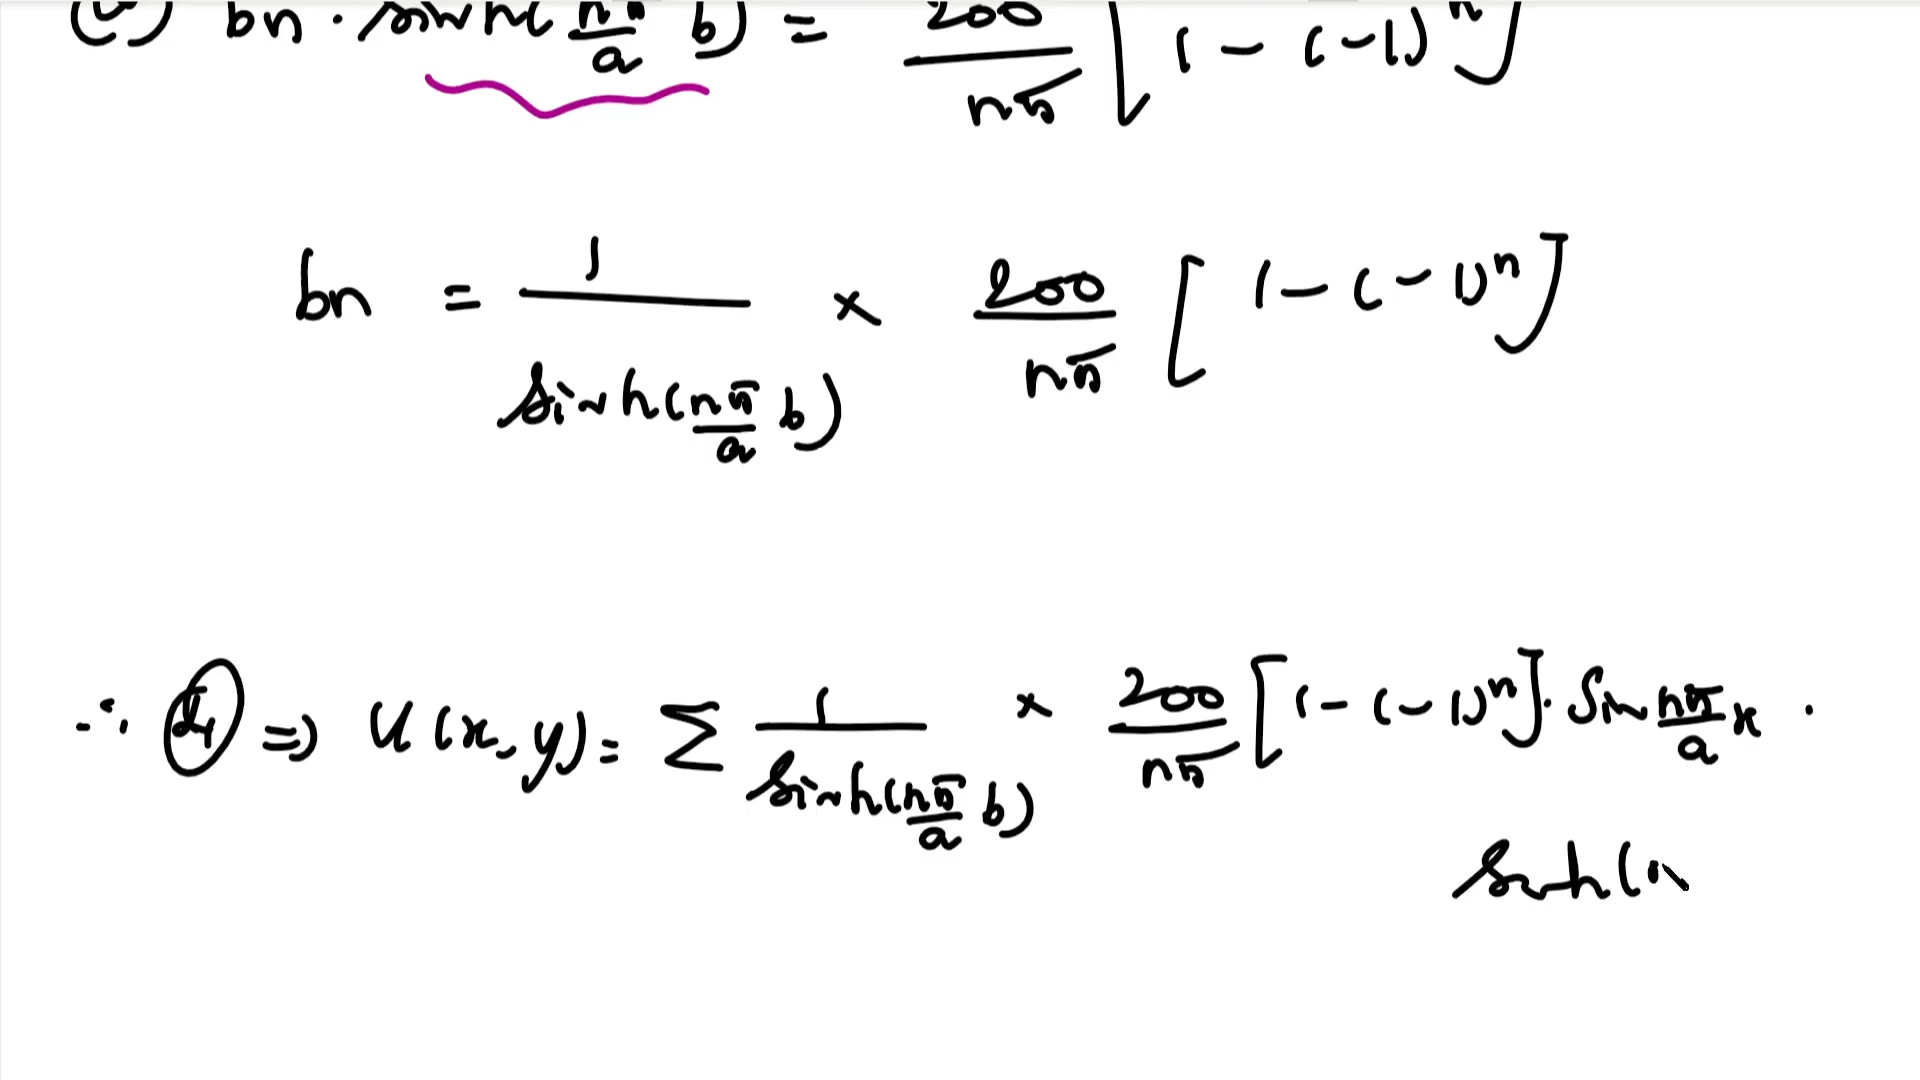 bn · sinh(nπ/a b) = 200/nπ [1 - (-1)^n]
bn = 1/sinh(nπ/a b) × 200/nπ [1 - (-1)^n]
∴ ⇒ u(x,y) = Σ 1/sinh(nπ/a b) × 200/nπ [1 - (-1)^n] · Sin nπ/a x ·
sinh(